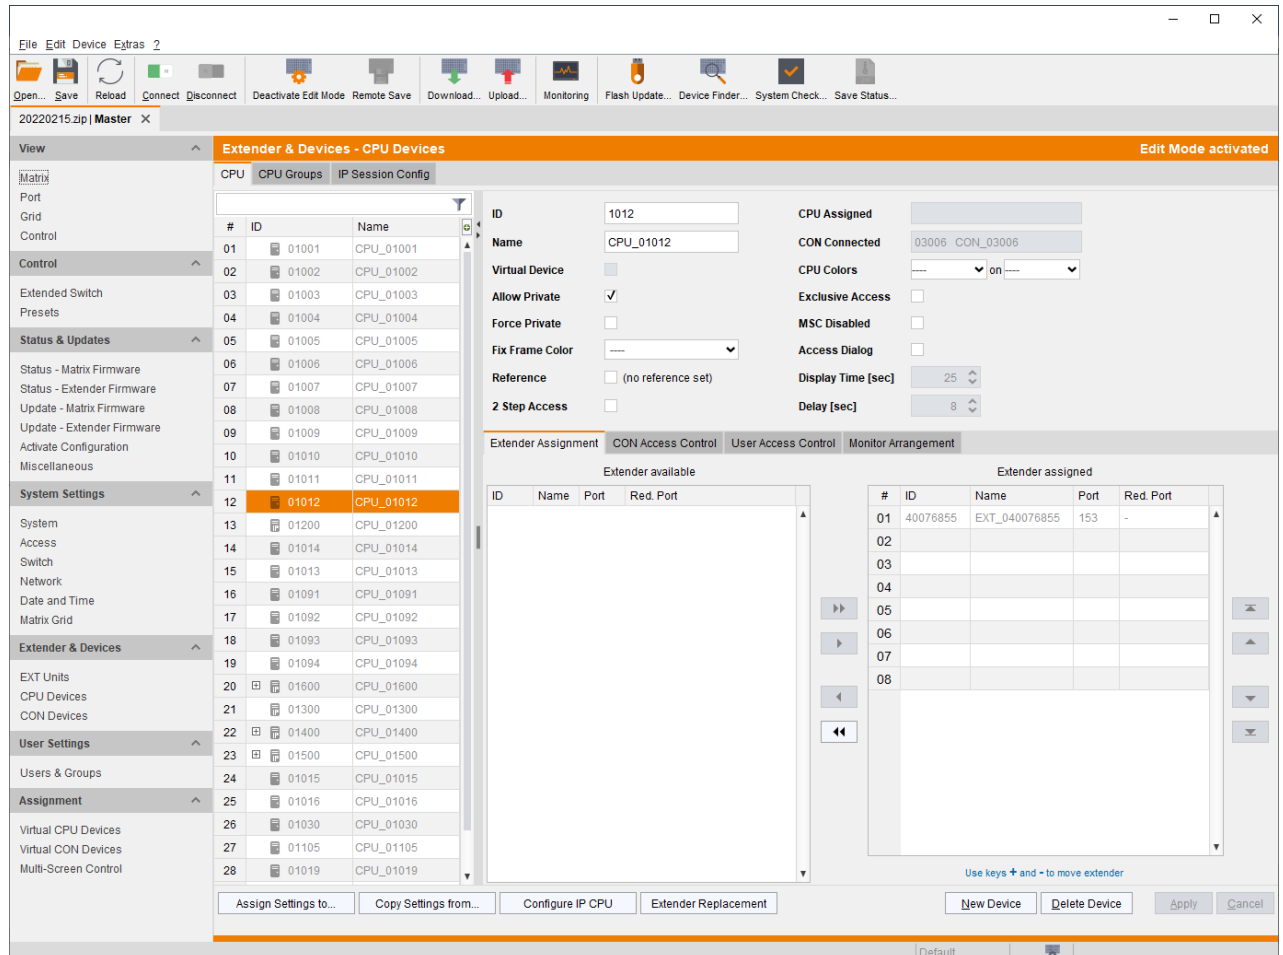 File Edit Device Extras ?
Open... Save Reload Connect Disconnect Deactivate Edit Mode Remote Save Download... Upload... Monitoring Flash Update... Device Finder... System Check... Save Status...
20220215.zip | Master
View
Matrix
Port
Grid
Control
Control
Extended Switch
Presets
Status & Updates
Status - Matrix Firmware
Status - Extender Firmware
Update - Matrix Firmware
Update - Extender Firmware
Activate Configuration
Miscellaneous
System Settings
System
Access
Switch
Network
Date and Time
Matrix Grid
Extender & Devices
EXT Units
CPU Devices
CON Devices
User Settings
Users & Groups
Assignment
Virtual CPU Devices
Virtual CON Devices
Multi-Screen Control
Extender & Devices - CPU Devices Edit Mode activated
CPU CPU Groups IP Session Config
# ID Name
01 01001 CPU_01001
02 01002 CPU_01002
03 01003 CPU_01003
04 01004 CPU_01004
05 01005 CPU_01005
06 01006 CPU_01006
07 01007 CPU_01007
08 01008 CPU_01008
09 01009 CPU_01009
10 01010 CPU_01010
11 01011 CPU_01011
12 01012 CPU_01012
13 01200 CPU_01200
14 01014 CPU_01014
15 01013 CPU_01013
16 01091 CPU_01091
17 01092 CPU_01092
18 01093 CPU_01093
19 01094 CPU_01094
20 01600 CPU_01600
21 01300 CPU_01300
22 01400 CPU_01400
23 01500 CPU_01500
24 01015 CPU_01015
25 01016 CPU_01016
26 01030 CPU_01030
27 01105 CPU_01105
28 01019 CPU_01019
ID 1012 CPU Assigned
Name CPU_01012 CON Connected 03006 CON_03006
Virtual Device CPU Colors ---- on ----
Allow Private Exclusive Access
Force Private MSC Disabled
Fix Frame Color ---- Access Dialog
Reference (no reference set) Display Time [sec] 25
2 Step Access Delay [sec] 8
Extender Assignment CON Access Control User Access Control Monitor Arrangement
Extender available
ID Name Port Red. Port
Extender assigned
# ID Name Port Red. Port
01 40076855 EXT_040076855 153 -
02
03
04
05
06
07
08
Use keys + and - to move extender
Assign Settings to... Copy Settings from... Configure IP CPU Extender Replacement New Device Delete Device Apply Cancel
Default